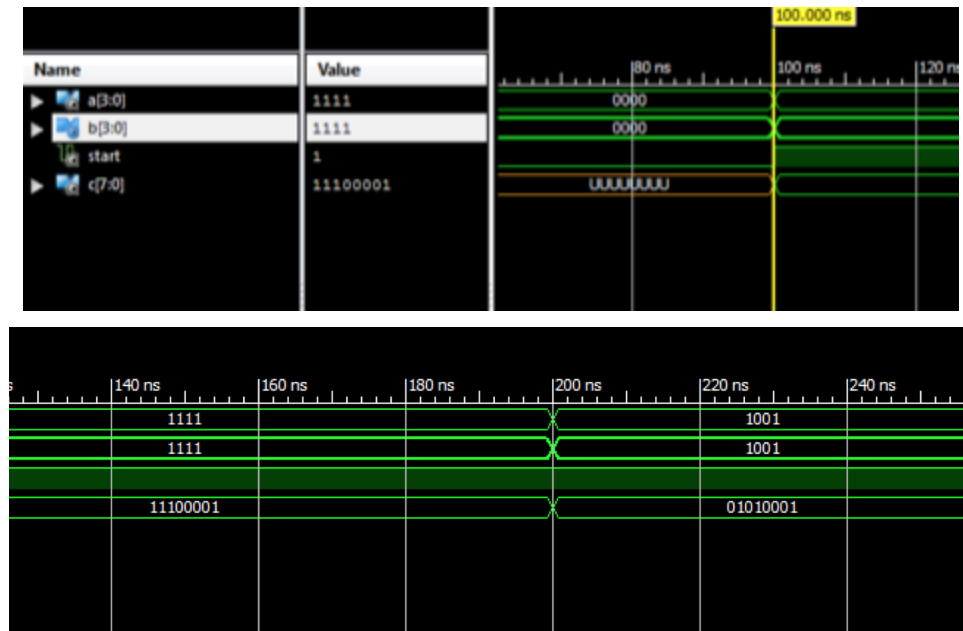 100.000 ns
Name Value |80 ns |100 ns |120 ns
a[3:0] 1111 0000
b[3:0] 1111 0000
start 1
c[7:0] 11100001 UUUUUUUU
|140 ns |160 ns |180 ns |200 ns |220 ns |240 ns
1111 1001
1111 1001
11100001 01010001